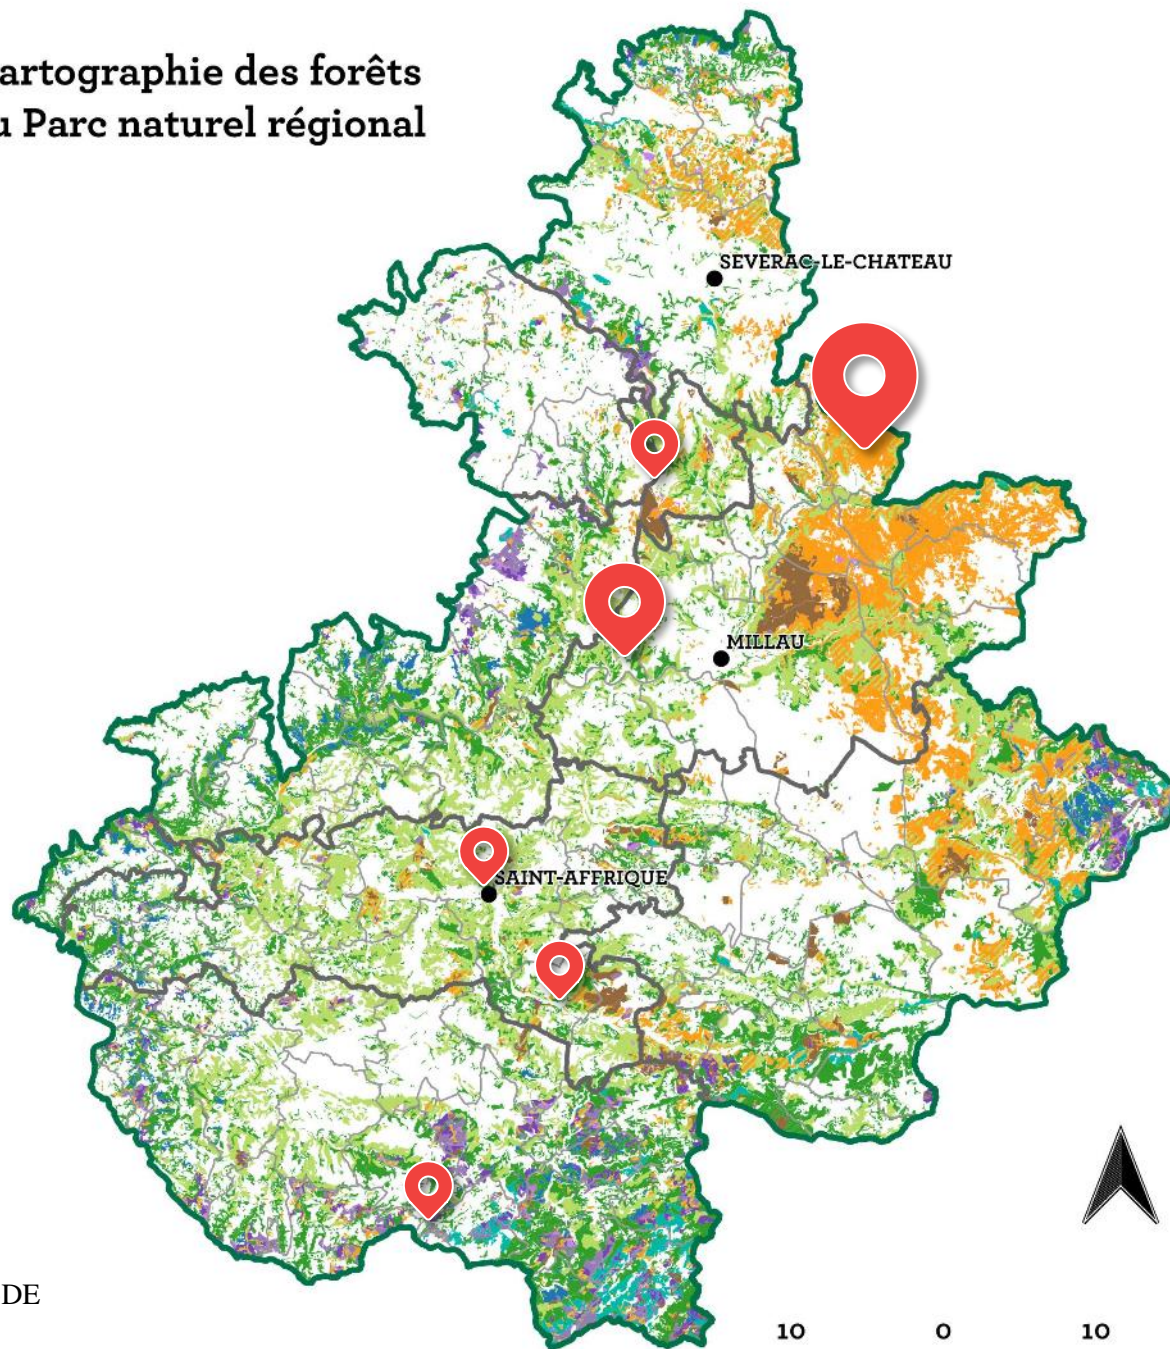 artographie des forêts
u Parc naturel régional
SEVERAC-LE-CHATEAU
MILLAU
SAINT-AFFRIQUE
DE
10 0 10